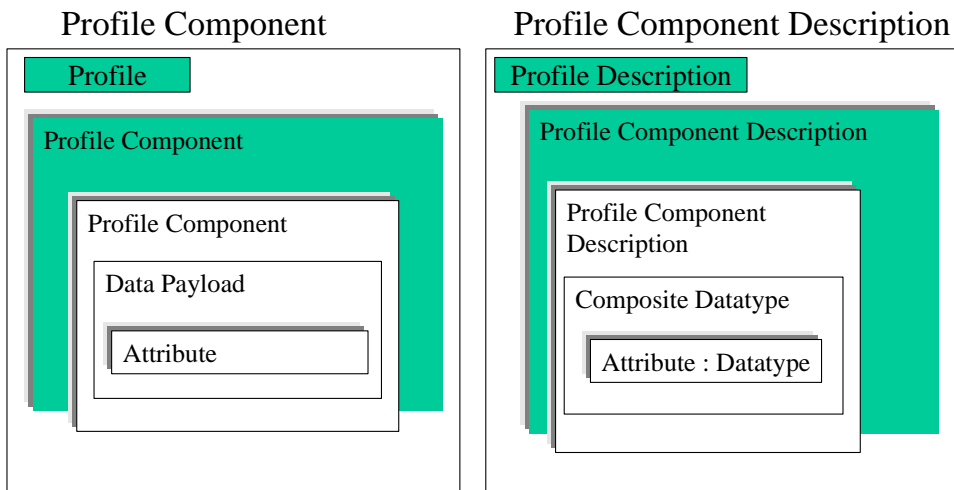 Profile Component
Profile
Profile Component
Profile Component
Data Payload
Attribute
Profile Component Description
Profile Description
Profile Component Description
Profile Component
Description
Composite Datatype
Attribute : Datatype